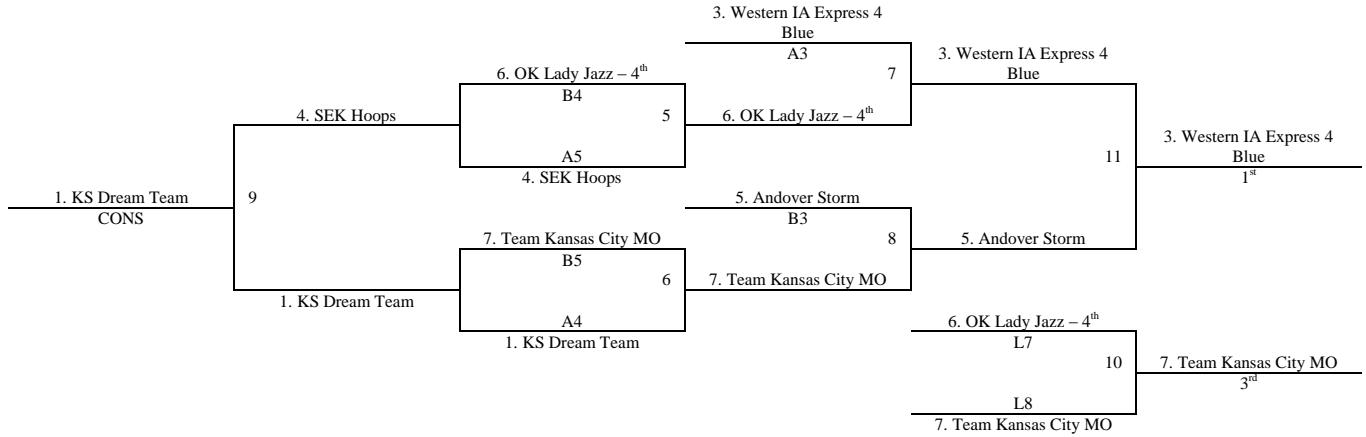 3. Western IA Express 4
Blue
A3
3. Western IA Express 4
Blue
6. OK Lady Jazz – 4th
B4
7
4. SEK Hoops
5
6. OK Lady Jazz – 4th
3. Western IA Express 4
Blue
1st
A5
4. SEK Hoops
11
1. KS Dream Team
CONS
9
5. Andover Storm
B3
7. Team Kansas City MO
B5
8
5. Andover Storm
6
7. Team Kansas City MO
1. KS Dream Team
A4
1. KS Dream Team
6. OK Lady Jazz – 4th
L7
10
7. Team Kansas City MO
3rd
L8
7. Team Kansas City MO